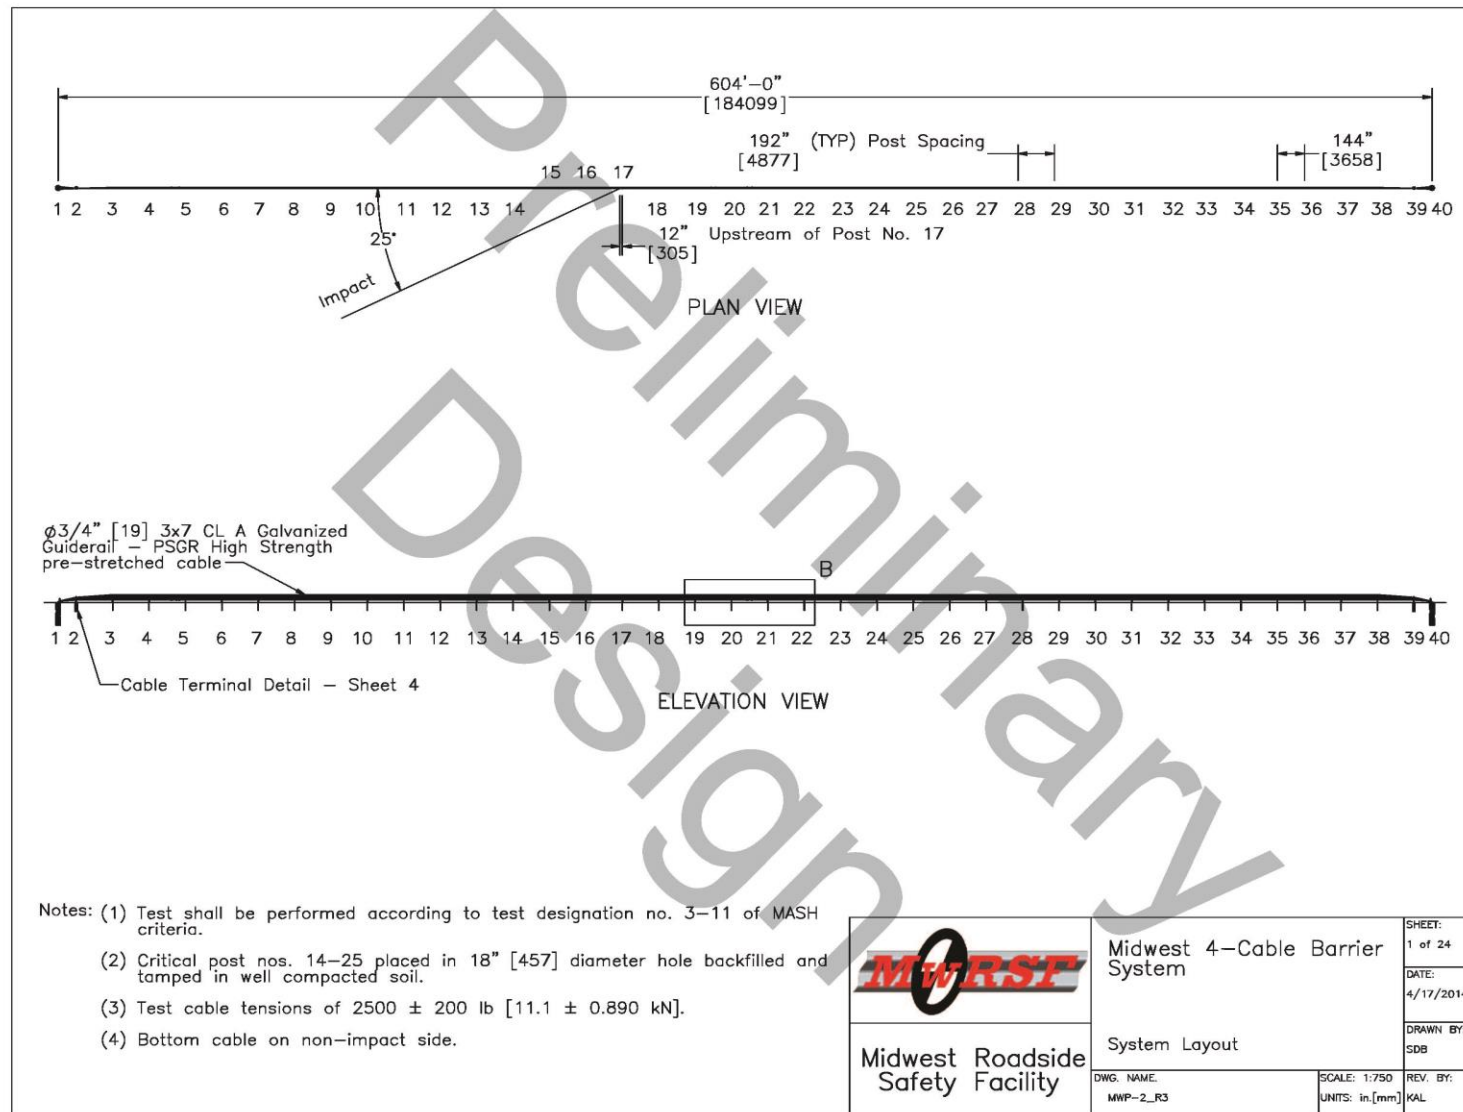 604'-0"
[184099]
192" (TYP) Post Spacing
[4877]
144"
[3658]
15 16 17
1 2 3 4 5 6 7 8 9 10 11 12 13 14 18 19 20 21 22 23 24 25 26 27 28 29 30 31 32 33 34 35 36 37 38 39 40
25°
12" Upstream of Post No. 17
[305]
Impact
PLAN VIEW
Preliminary
Design
ø3/4" [19] 3x7 CL A Galvanized
Guiderail – PSGR High Strength
pre-stretched cable
B
1 2 3 4 5 6 7 8 9 10 11 12 13 14 15 16 17 18 19 20 21 22 23 24 25 26 27 28 29 30 31 32 33 34 35 36 37 38 39 40
Cable Terminal Detail – Sheet 4
ELEVATION VIEW
Notes: (1) Test shall be performed according to test designation no. 3-11 of MASH
criteria.
(2) Critical post nos. 14-25 placed in 18" [457] diameter hole backfilled and
tamped in well compacted soil.
(3) Test cable tensions of 2500 ± 200 lb [11.1 ± 0.890 kN].
(4) Bottom cable on non-impact side.
MwRSF
Midwest Roadside
Safety Facility
Midwest 4-Cable Barrier
System
System Layout
SHEET:
1 of 24
DATE:
4/17/2014
DRAWN BY:
SDB
DWG. NAME.
MWP-2_R3
SCALE: 1:750
UNITS: in.[mm]
REV. BY:
KAL